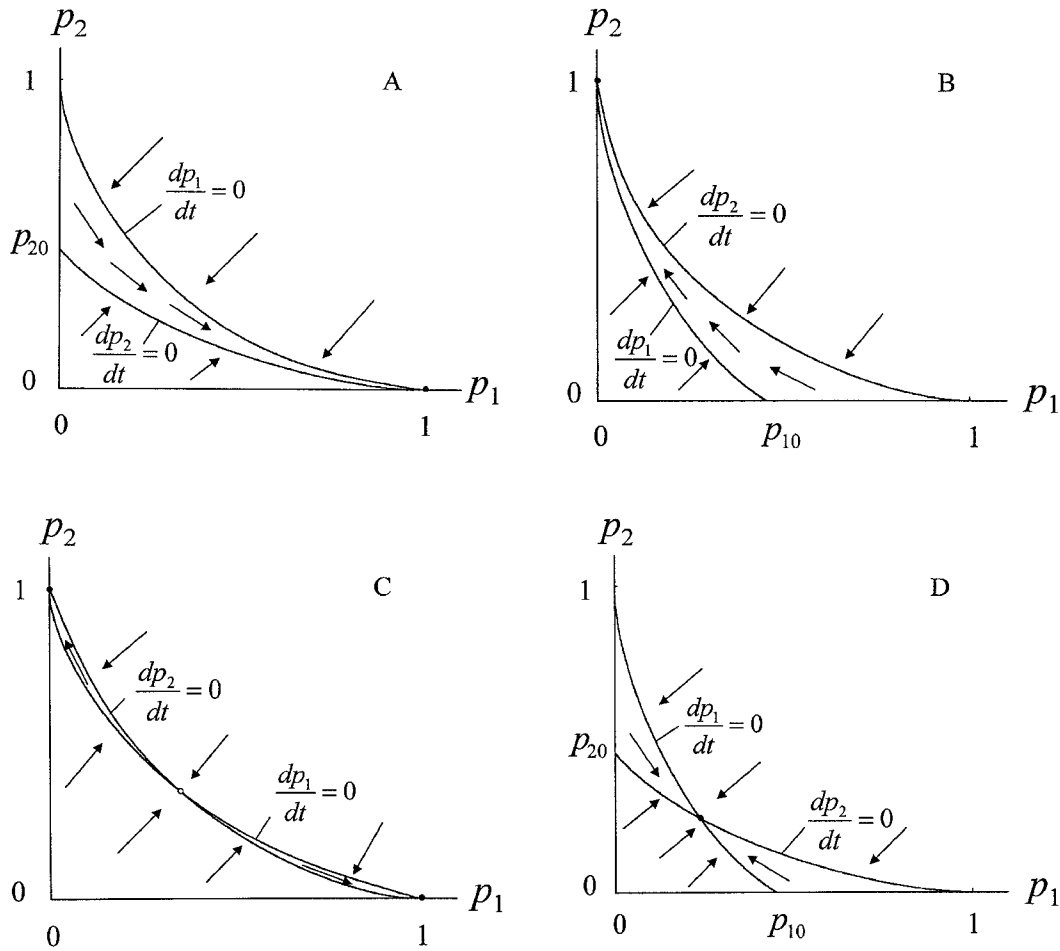 p₂
1
A
dp₁/dt = 0
p₂₀
dp₂/dt = 0
0
p₁
0
1
p₂
1
B
dp₂/dt = 0
dp₁/dt = 0
0
p₁
0
p₁₀
1
p₂
1
C
dp₂/dt = 0
dp₁/dt = 0
0
p₁
0
1
p₂
1
D
dp₁/dt = 0
p₂₀
dp₂/dt = 0
0
p₁
0
p₁₀
1